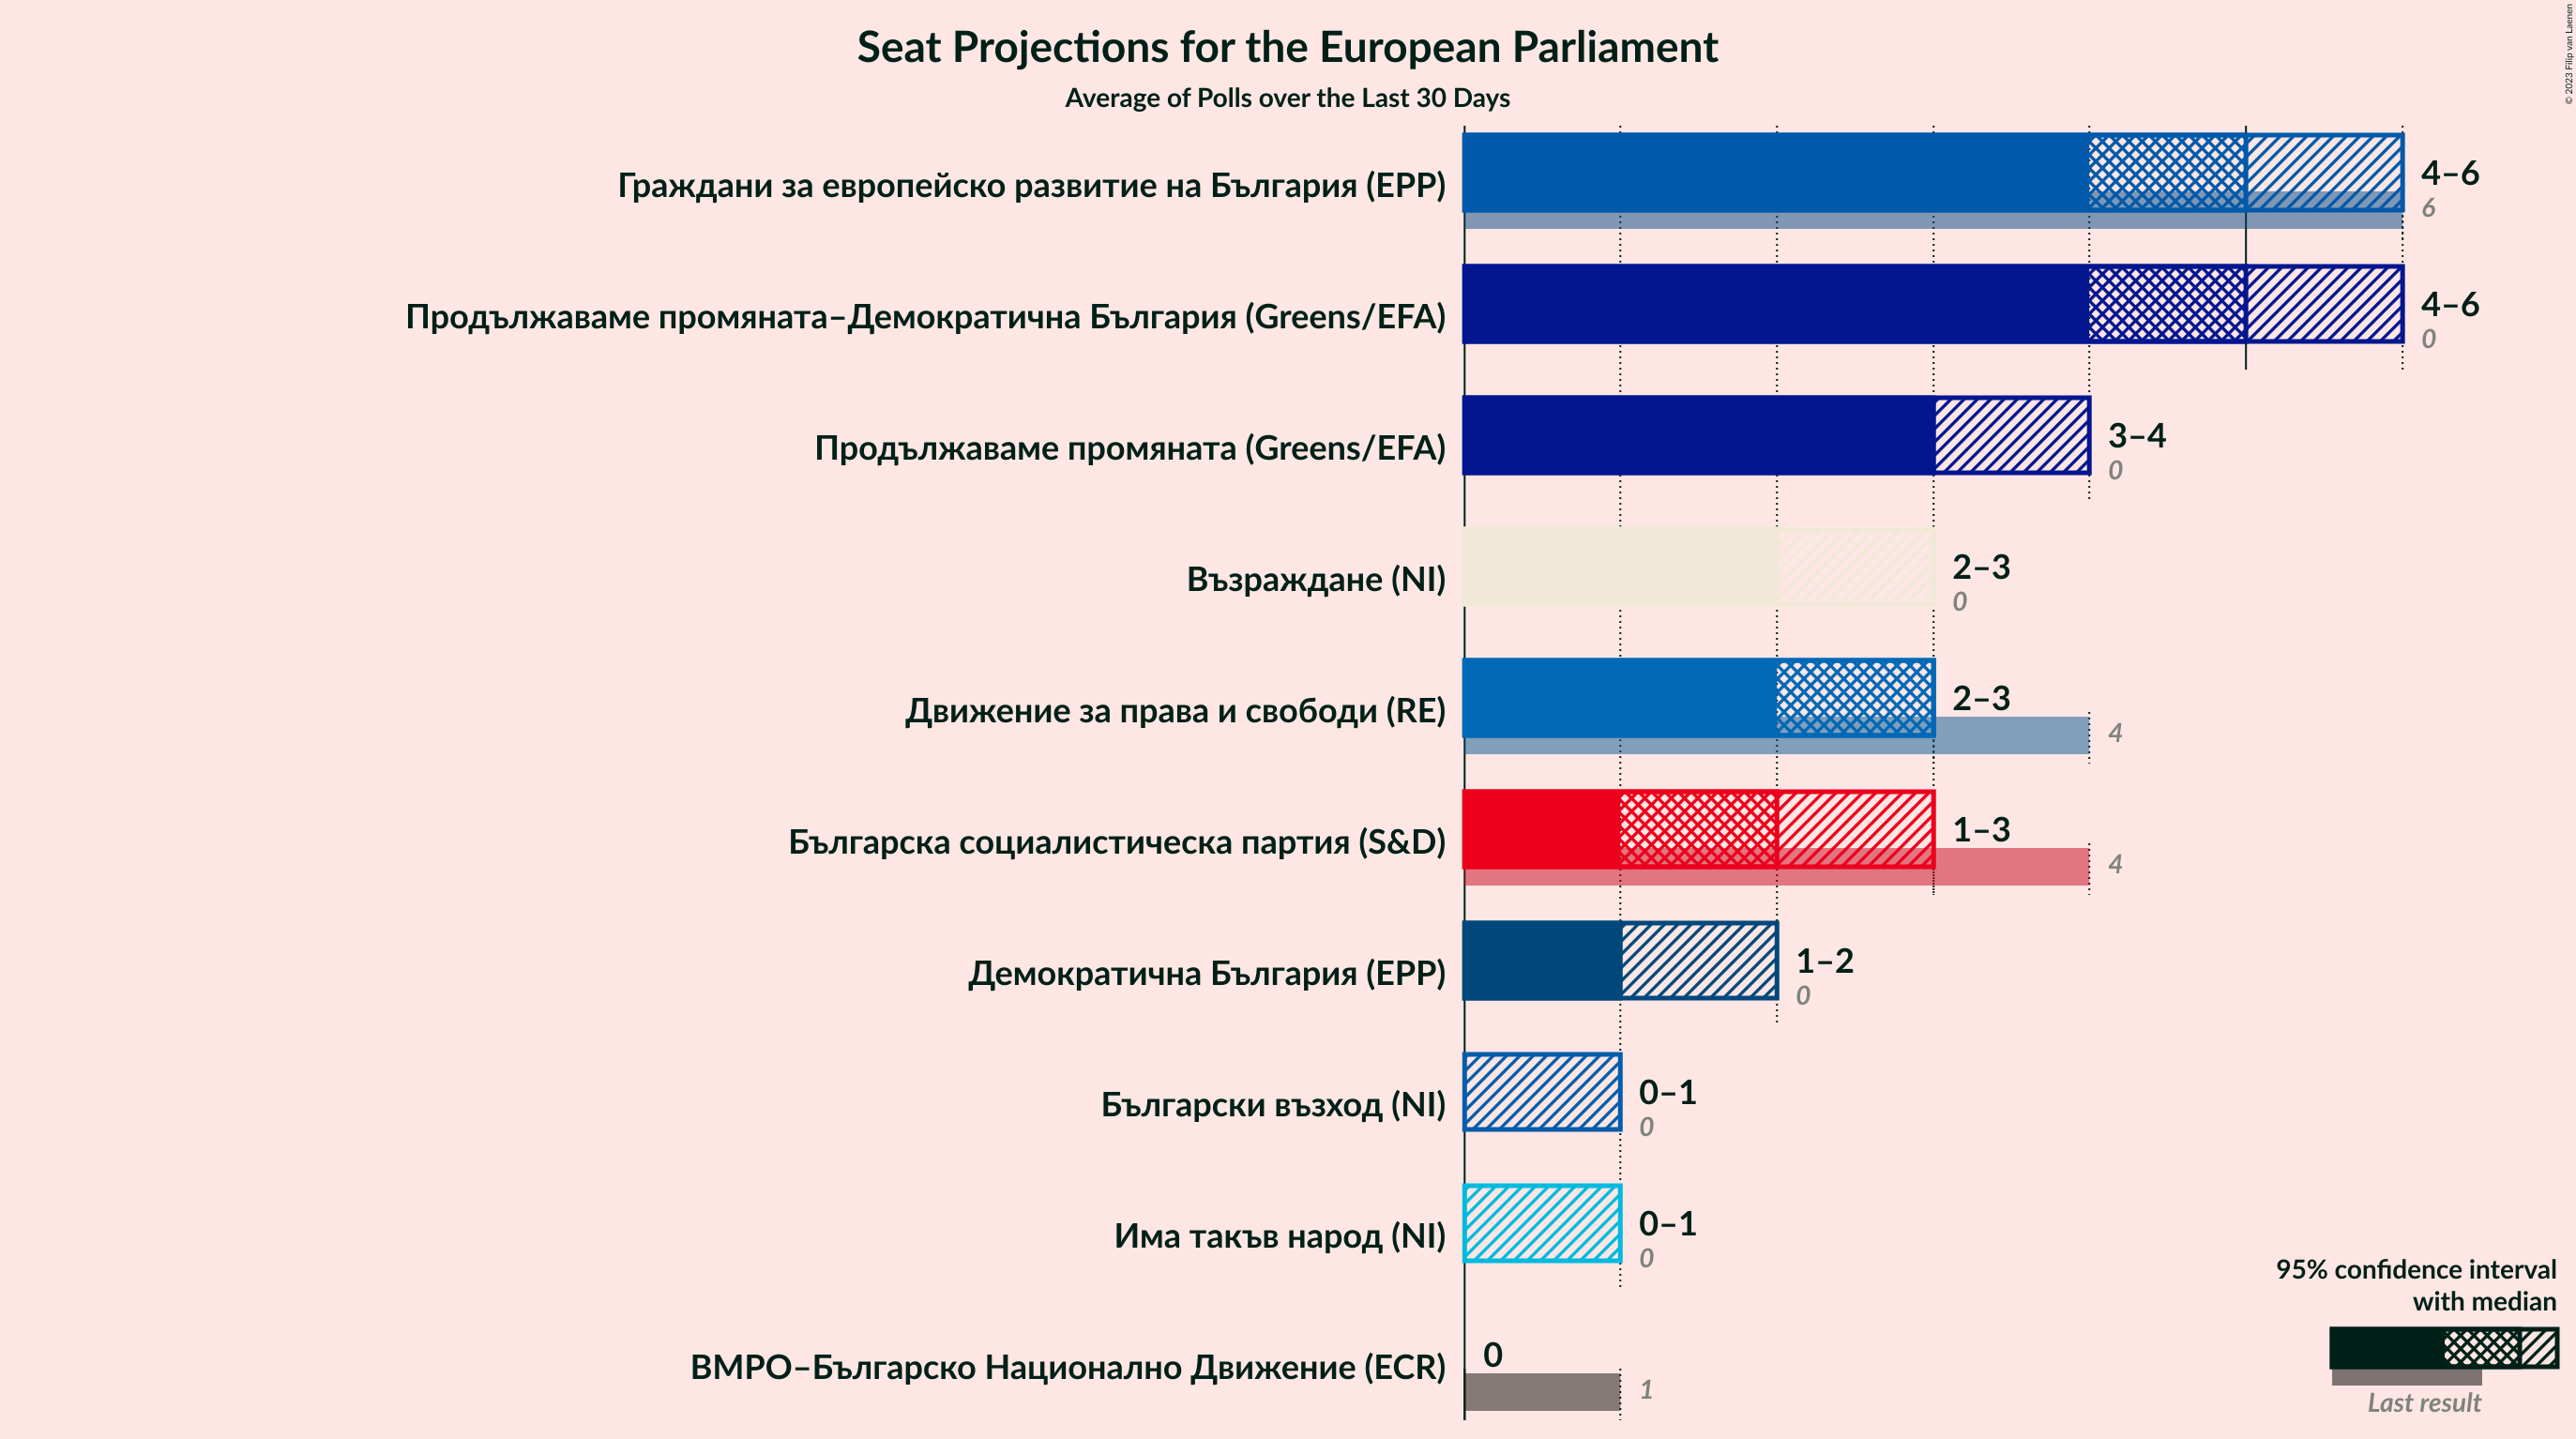 Seat Projections for the European Parliament
Average of Polls over the Last 30 Days
© 2023 Filip van Laenen
Граждани за европейско развитие на България (EPP)
4–6
6
Продължаваме промяната–Демократична България (Greens/EFA)
4–6
0
Продължаваме промяната (Greens/EFA)
3–4
0
Възраждане (NI)
2–3
0
Движение за права и свободи (RE)
2–3
4
Българска социалистическа партия (S&D)
1–3
4
Демократична България (EPP)
1–2
0
Български възход (NI)
0–1
0
Има такъв народ (NI)
0–1
0
ВМРО–Българско Национално Движение (ECR)
0
1
95% confidence interval
with median
Last result